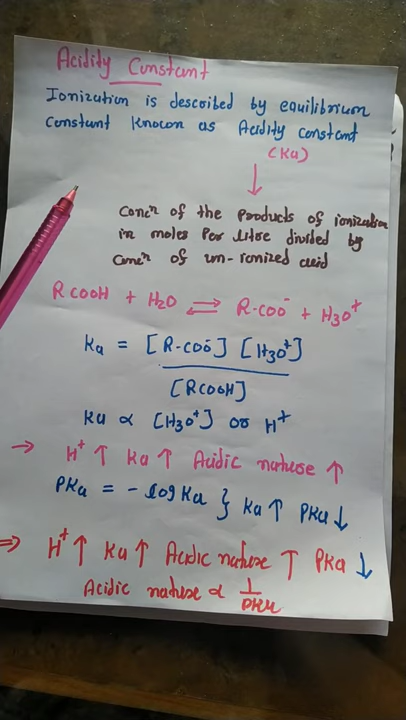 Acidity Constant
Ionization is described by equilibrium
constant known as Acidity constant
(Ka)
↓
Concn of the products of ionization
in moles Per Litre divided by
Concn of un-ionized acid
R COOH + H2O ⇌ R-COO⁻ + H3O⁺
Ka = [R-COO⁻] [H3O⁺]
[RCOOH]
Ka ∝ [H3O⁺] or H⁺
→ H⁺ ↑ Ka ↑ Acidic nature ↑
PKa = - log Ka } Ka ↑ PKa ↓
⇒ H⁺ ↑ Ka ↑ Acidic nature ↑ PKa ↓
Acidic nature ∝ 1/PKa